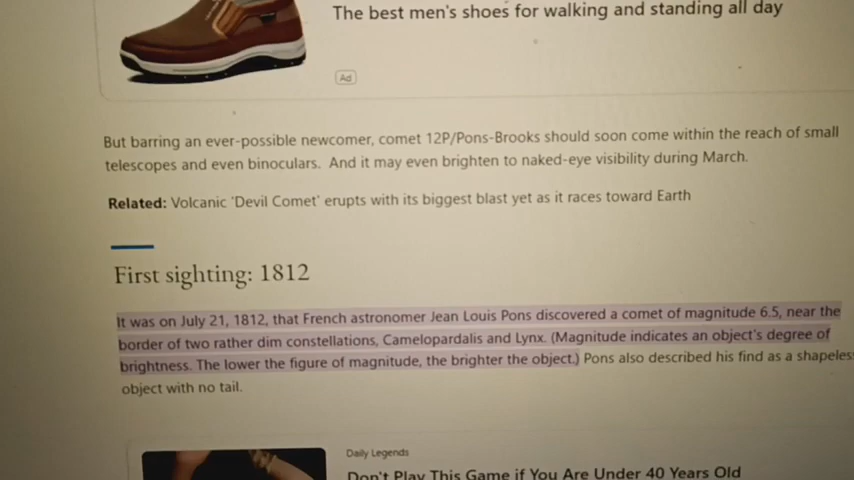 The best men's shoes for walking and standing all day
Ad
But barring an ever-possible newcomer, comet 12P/Pons-Brooks should soon come within the reach of small
telescopes and even binoculars. And it may even brighten to naked-eye visibility during March.
Related: Volcanic 'Devil Comet' erupts with its biggest blast yet as it races toward Earth
First sighting: 1812
It was on July 21, 1812, that French astronomer Jean Louis Pons discovered a comet of magnitude 6.5, near the
border of two rather dim constellations, Camelopardalis and Lynx. (Magnitude indicates an object's degree of
brightness. The lower the figure of magnitude, the brighter the object.) Pons also described his find as a shapeles
object with no tail.
Daily Legends
Don't Play This Game if You Are Under 40 Years Old